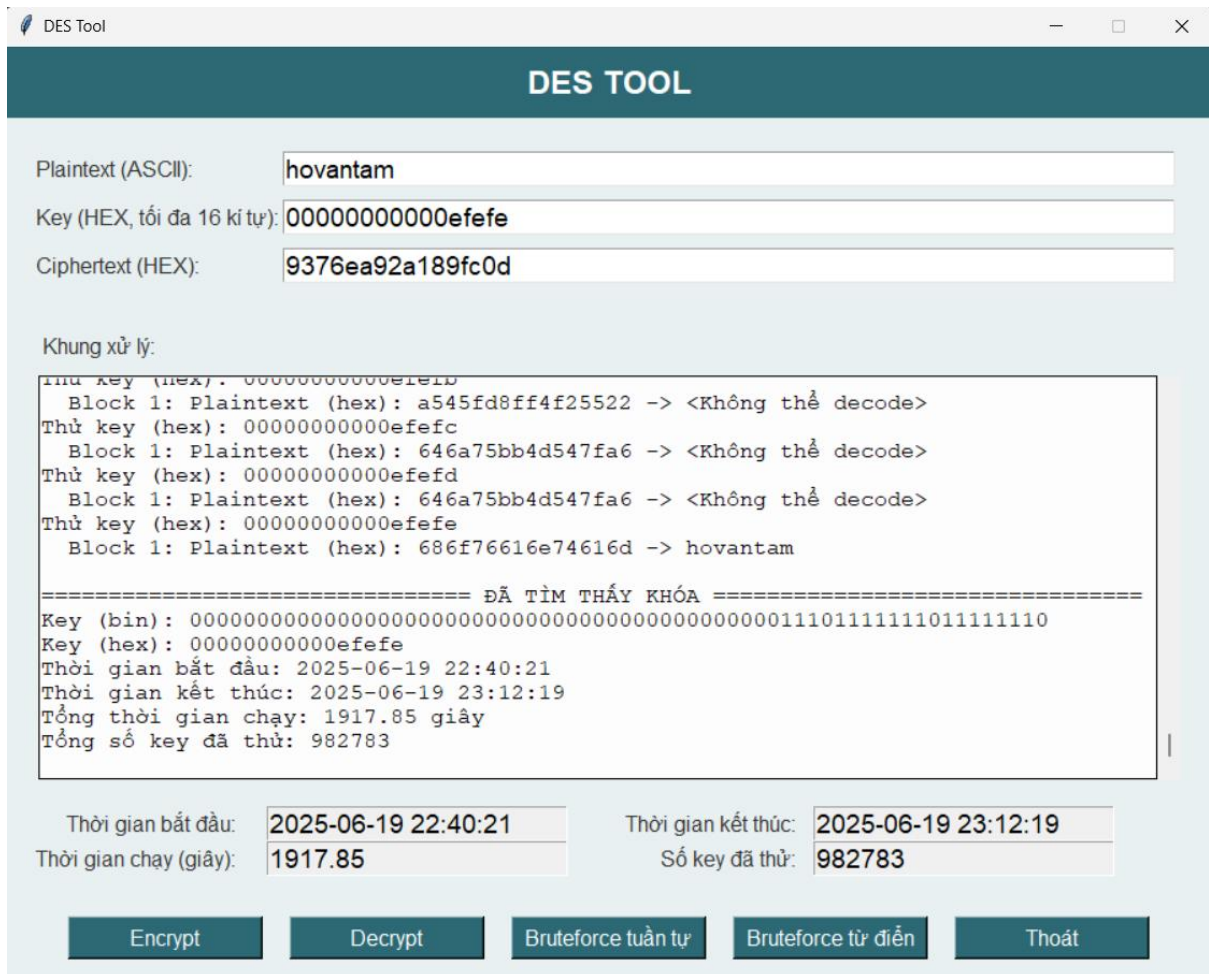 DES Tool
DES TOOL
Plaintext (ASCII): hovantam
Key (HEX, tối đa 16 kí tự): 00000000000efefe
Ciphertext (HEX): 9376ea92a189fc0d
Khung xử lý:
Thử key (hex): 00000000000efefb
Block 1: Plaintext (hex): a545fd8ff4f25522 -> <Không thể decode>
Thử key (hex): 00000000000efefc
Block 1: Plaintext (hex): 646a75bb4d547fa6 -> <Không thể decode>
Thử key (hex): 00000000000efefd
Block 1: Plaintext (hex): 646a75bb4d547fa6 -> <Không thể decode>
Thử key (hex): 00000000000efefe
Block 1: Plaintext (hex): 686f76616e74616d -> hovantam
================================ ĐÃ TÌM THẤY KHÓA ================================
Key (bin): 0000000000000000000000000000000000000000000011101111111011111110
Key (hex): 00000000000efefe
Thời gian bắt đầu: 2025-06-19 22:40:21
Thời gian kết thúc: 2025-06-19 23:12:19
Tổng thời gian chạy: 1917.85 giây
Tổng số key đã thử: 982783
Thời gian bắt đầu: 2025-06-19 22:40:21 Thời gian kết thúc: 2025-06-19 23:12:19
Thời gian chạy (giây): 1917.85 Số key đã thử: 982783
Encrypt Decrypt Bruteforce tuần tự Bruteforce từ điển Thoát